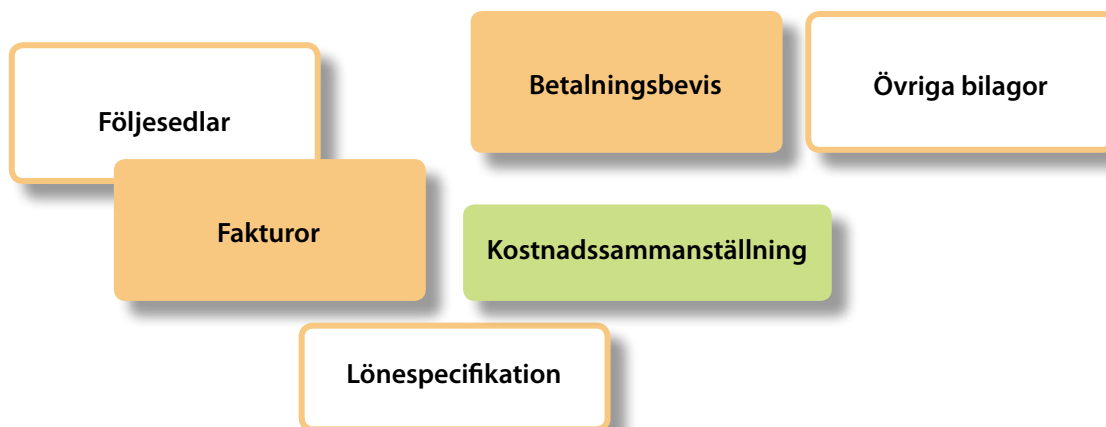 Betalningsbevis
Övriga bilagor
Följesedlar
Fakturor
Kostnadssammanställning
Lönespecifikation